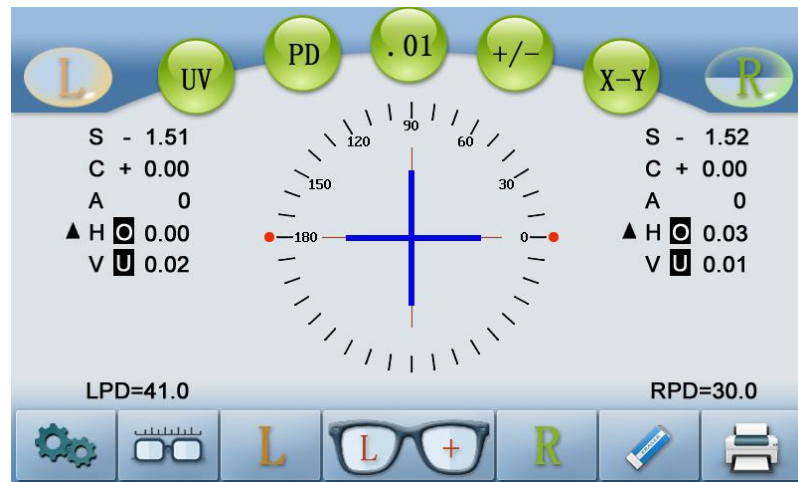 L UV PD .01 +/- X-Y R
S - 1.51
C + 0.00
A 0
▲ H O 0.00
V U 0.02
LPD=41.0
90
120 60
150 30
180 0
S - 1.52
C + 0.00
A 0
▲ H O 0.03
V U 0.01
RPD=30.0
L L + R